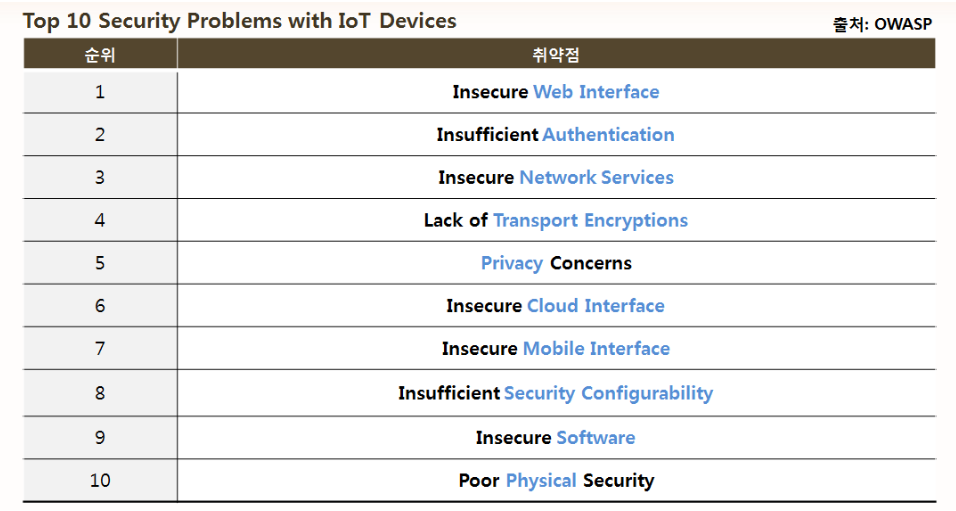 Top 10 Security Problems with IoT Devices
출처: OWASP
순위 취약점
1 Insecure Web Interface
2 Insufficient Authentication
3 Insecure Network Services
4 Lack of Transport Encryptions
5 Privacy Concerns
6 Insecure Cloud Interface
7 Insecure Mobile Interface
8 Insufficient Security Configurability
9 Insecure Software
10 Poor Physical Security